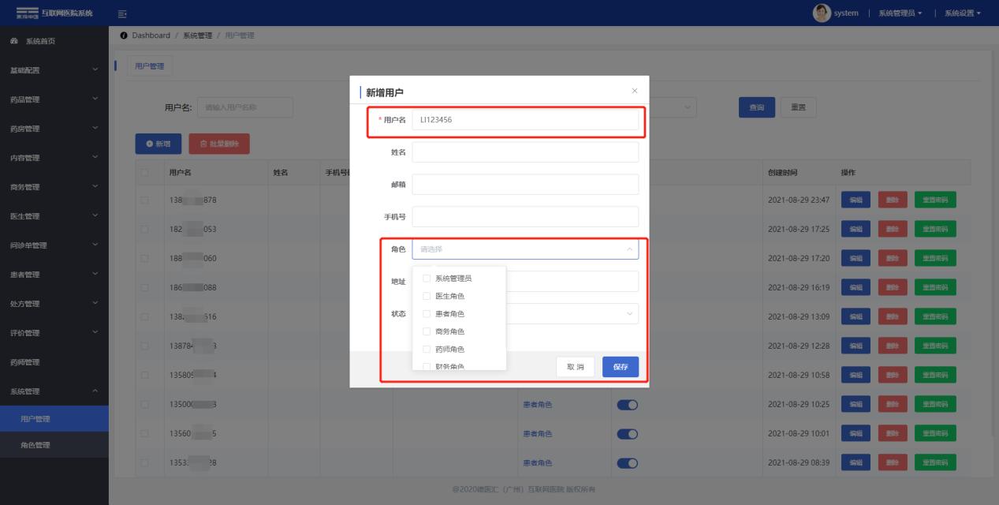 互联网医院系统
system | 系统管理员 | 系统设置
系统首页
基础配置
药品管理
药房管理
内容管理
商务管理
医生管理
问诊单管理
患者管理
处方管理
评价管理
药师管理
系统管理
用户管理
角色管理
Dashboard / 系统管理 / 用户管理
用户管理
用户名: 请输入用户名称
查询 重置
新增 批量删除
用户名 姓名 手机号 创建时间 操作
138 878 2021-08-29 23:47 编辑 删除 重置密码
182 053 2021-08-29 17:25 编辑 删除 重置密码
188 060 2021-08-29 17:20 编辑 删除 重置密码
186 088 2021-08-29 16:19 编辑 删除 重置密码
138 516 2021-08-29 13:09 编辑 删除 重置密码
13784 3 2021-08-29 12:28 编辑 删除 重置密码
13580 4 2021-08-29 10:58 编辑 删除 重置密码
13500 3 患者角色 2021-08-29 10:25 编辑 删除 重置密码
13560 5 患者角色 2021-08-29 10:01 编辑 删除 重置密码
1353 28 患者角色 2021-08-29 08:39 编辑 删除 重置密码
新增用户
* 用户名 LI123456
姓名
邮箱
手机号
角色 请选择
地址
状态
系统管理员
医生角色
患者角色
商务角色
药师角色
财务角色
取 消 保存
@2020德医汇（广州）互联网医院 版权所有